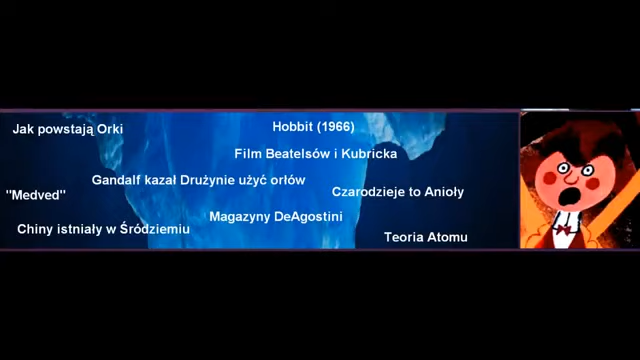 Jak powstają Orki
Hobbit (1966)
Film Beatelsów i Kubricka
Gandalf kazał Drużynie użyć orłów
"Medved"
Czarodzieje to Anioły
Magazyny DeAgostini
Chiny istniały w Śródziemiu
Teoria Atomu